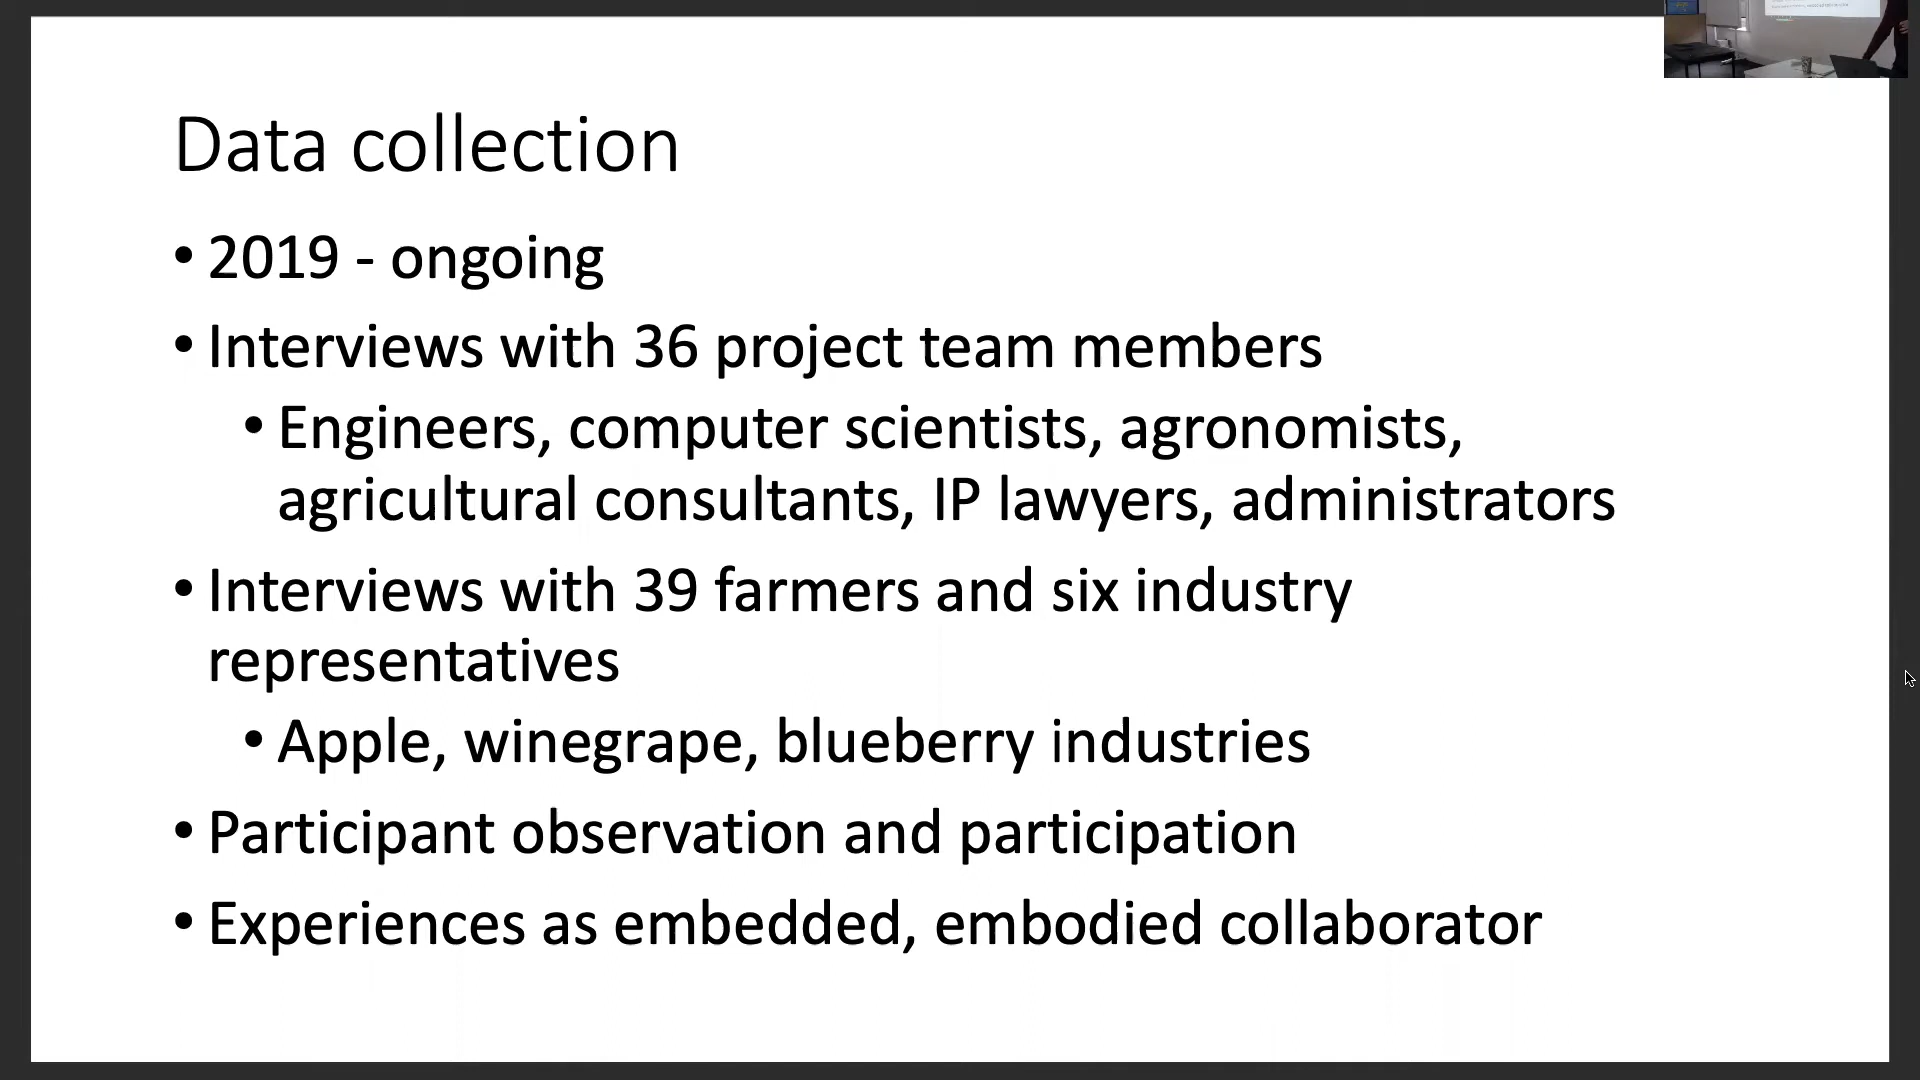 Data collection
• 2019 - ongoing
• Interviews with 36 project team members
• Engineers, computer scientists, agronomists,
agricultural consultants, IP lawyers, administrators
• Interviews with 39 farmers and six industry
representatives
• Apple, winegrape, blueberry industries
• Participant observation and participation
• Experiences as embedded, embodied collaborator